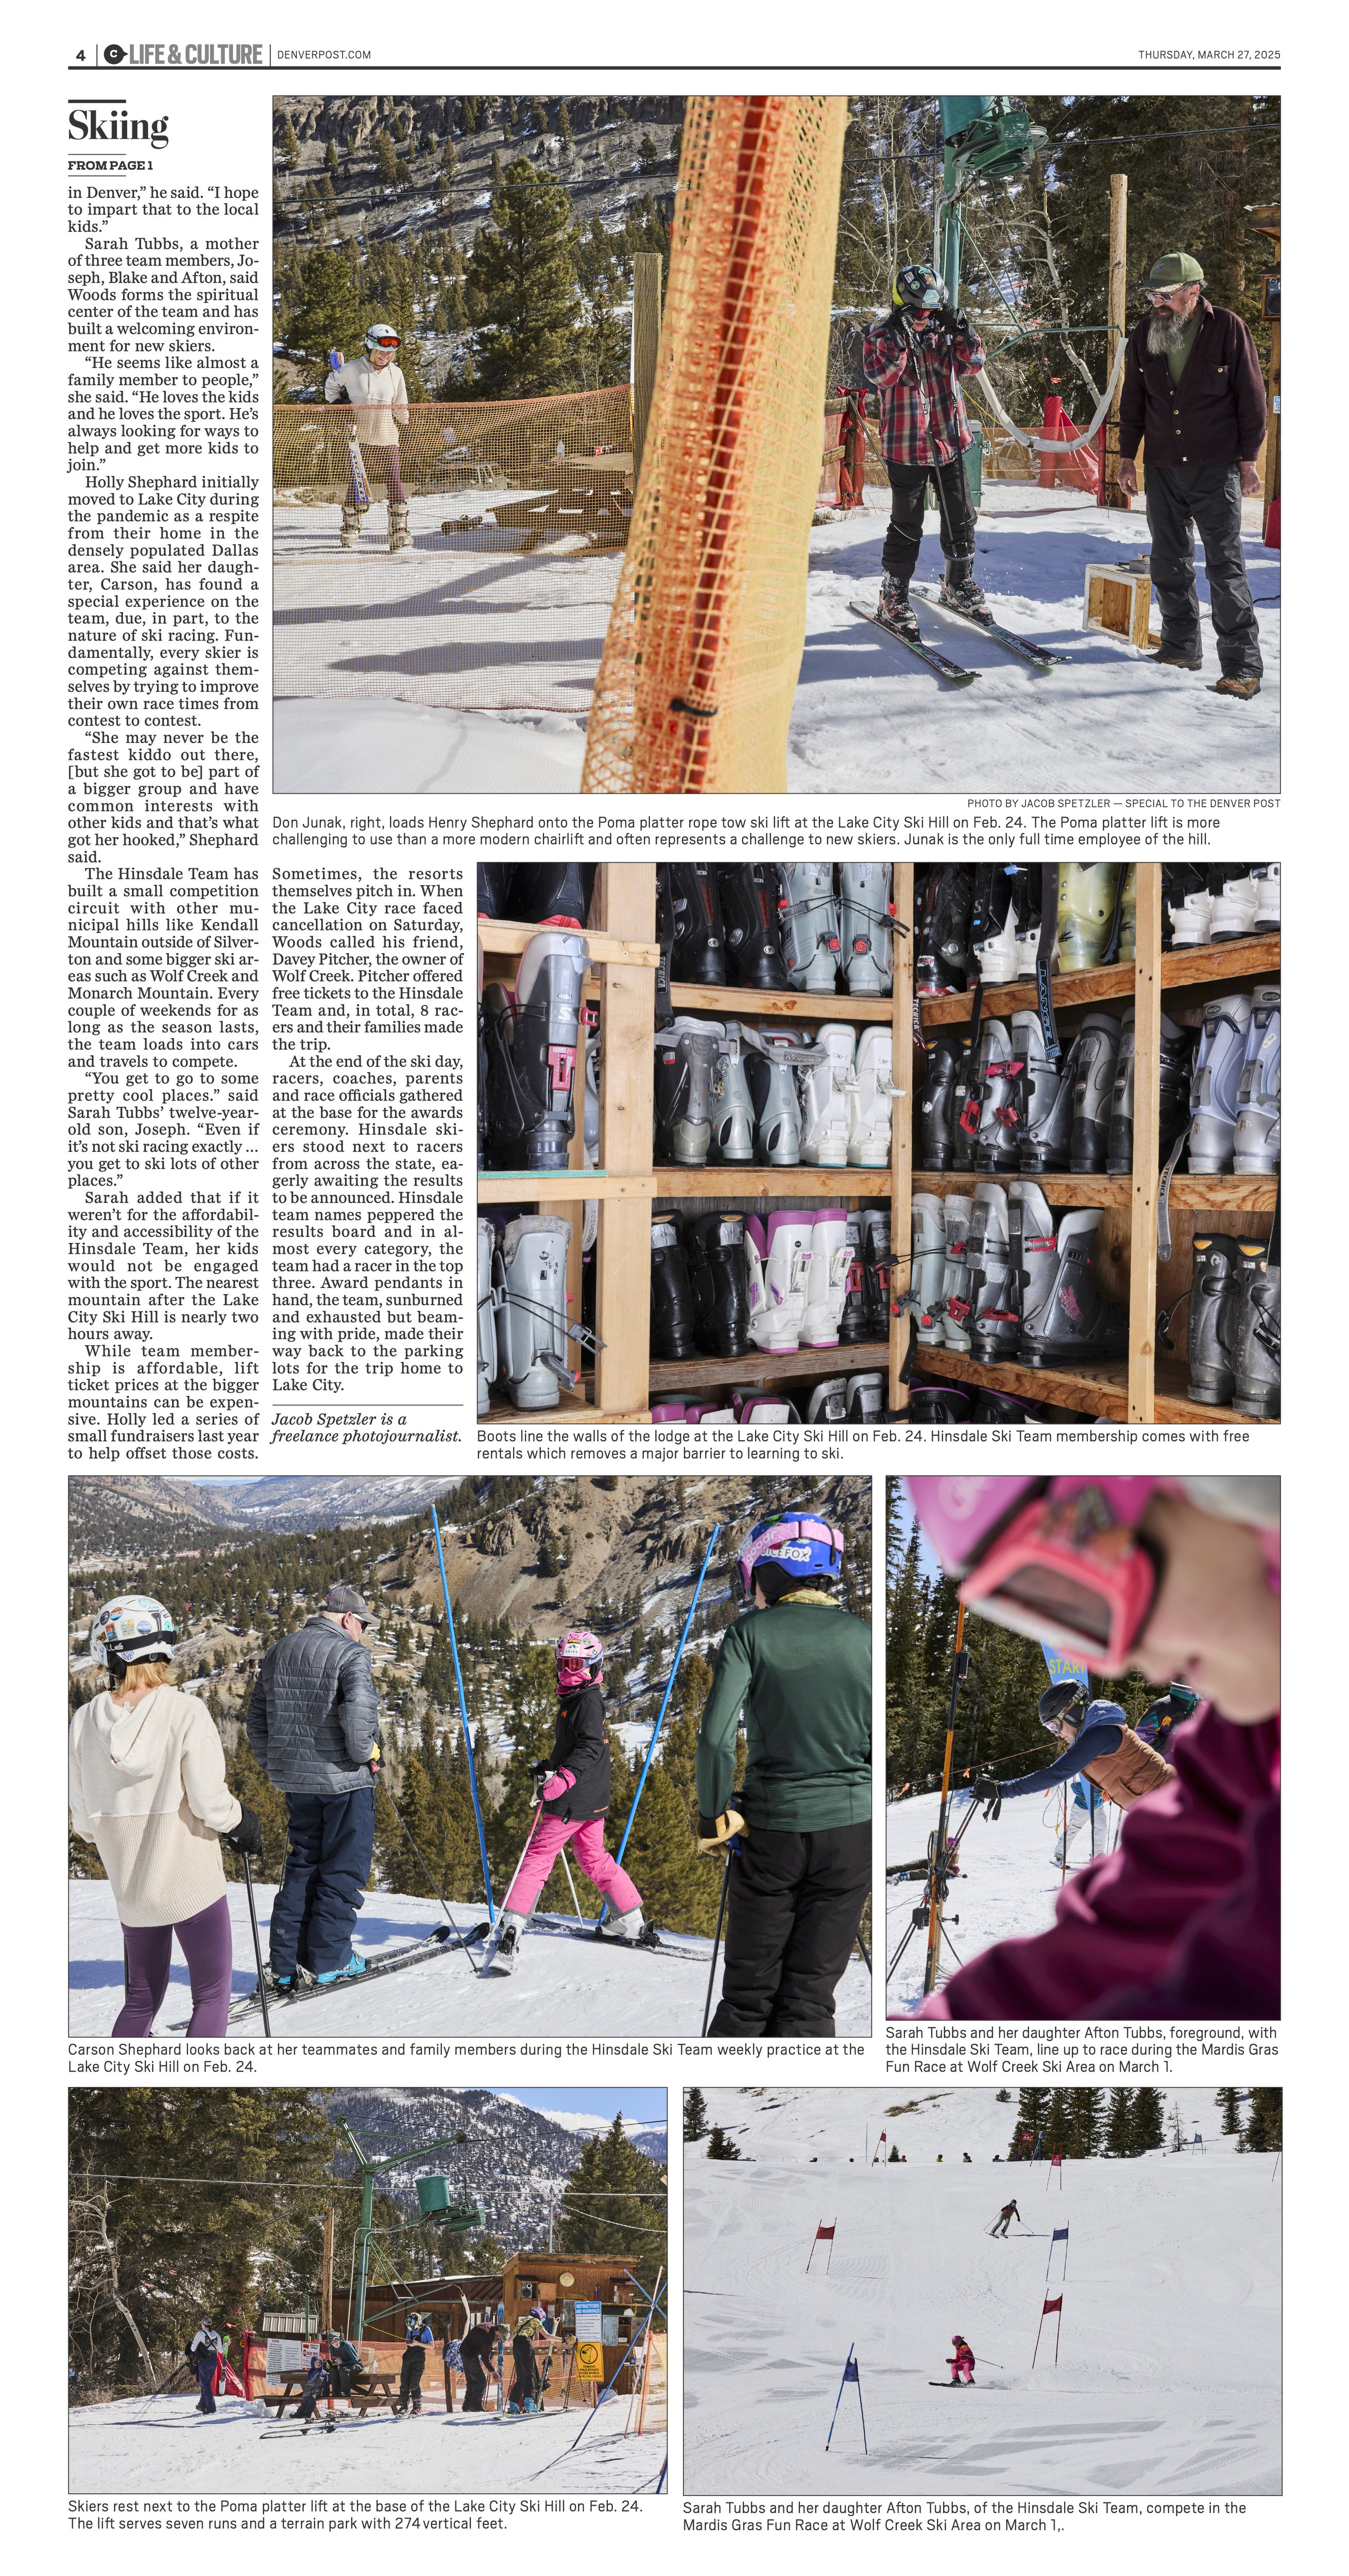 4
C LIFE & CULTURE
DENVERPOST.COM
THURSDAY, MARCH 27, 2025
Skiing
FROM PAGE 1
in Denver,” he said. “I hope
to impart that to the local
kids.”
Sarah Tubbs, a mother
of three team members, Jo-
seph, Blake and Afton, said
Woods forms the spiritual
center of the team and has
built a welcoming environ-
ment for new skiers.
“He seems like almost a
family member to people,”
she said. “He loves the kids
and he loves the sport. He’s
always looking for ways to
help and get more kids to
join.”
Holly Shephard initially
moved to Lake City during
the pandemic as a respite
from their home in the
densely populated Dallas
area. She said her daugh-
ter, Carson, has found a
special experience on the
team, due, in part, to the
nature of ski racing. Fun-
damentally, every skier is
competing against them-
selves by trying to improve
their own race times from
contest to contest.
“She may never be the
fastest kiddo out there,
[but she got to be] part of
a bigger group and have
common interests with
other kids and that’s what
got her hooked,” Shephard
said.
The Hinsdale Team has
built a small competition
circuit with other mu-
nicipal hills like Kendall
Mountain outside of Silver-
ton and some bigger ski ar-
eas such as Wolf Creek and
Monarch Mountain. Every
couple of weekends for as
long as the season lasts,
the team loads into cars
and travels to compete.
“You get to go to some
pretty cool places.” said
Sarah Tubbs’ twelve-year-
old son, Joseph. “Even if
it’s not ski racing exactly ...
you get to ski lots of other
places.”
Sarah added that if it
weren’t for the affordabil-
ity and accessibility of the
Hinsdale Team, her kids
would not be engaged
with the sport. The nearest
mountain after the Lake
City Ski Hill is nearly two
hours away.
While team member-
ship is affordable, lift
ticket prices at the bigger
mountains can be expen-
sive. Holly led a series of
small fundraisers last year
to help offset those costs.
Sometimes, the resorts
themselves pitch in. When
the Lake City race faced
cancellation on Saturday,
Woods called his friend,
Davey Pitcher, the owner of
Wolf Creek. Pitcher offered
free tickets to the Hinsdale
Team and, in total, 8 rac-
ers and their families made
the trip.
At the end of the ski day,
racers, coaches, parents
and race officials gathered
at the base for the awards
ceremony. Hinsdale ski-
ers stood next to racers
from across the state, ea-
gerly awaiting the results
to be announced. Hinsdale
team names peppered the
results board and in al-
most every category, the
team had a racer in the top
three. Award pendants in
hand, the team, sunburned
and exhausted but beam-
ing with pride, made their
way back to the parking
lots for the trip home to
Lake City.
Jacob Spetzler is a
freelance photojournalist.
PHOTO BY JACOB SPETZLER — SPECIAL TO THE DENVER POST
Don Junak, right, loads Henry Shephard onto the Poma platter rope tow ski lift at the Lake City Ski Hill on Feb. 24. The Poma platter lift is more
challenging to use than a more modern chairlift and often represents a challenge to new skiers. Junak is the only full time employee of the hill.
TECNICA
TECNICA
LANGE
TECNICA
Boots line the walls of the lodge at the Lake City Ski Hill on Feb. 24. Hinsdale Ski Team membership comes with free
rentals which removes a major barrier to learning to ski.
goodr
ICEFOX
Carson Shephard looks back at her teammates and family members during the Hinsdale Ski Team weekly practice at the
Lake City Ski Hill on Feb. 24.
START
Sarah Tubbs and her daughter Afton Tubbs, foreground, with
the Hinsdale Ski Team, line up to race during the Mardis Gras
Fun Race at Wolf Creek Ski Area on March 1.
INSTRUCTIONS
AND WARNINGS
Skiers rest next to the Poma platter lift at the base of the Lake City Ski Hill on Feb. 24.
The lift serves seven runs and a terrain park with 274 vertical feet.
Sarah Tubbs and her daughter Afton Tubbs, of the Hinsdale Ski Team, compete in the
Mardis Gras Fun Race at Wolf Creek Ski Area on March 1,.